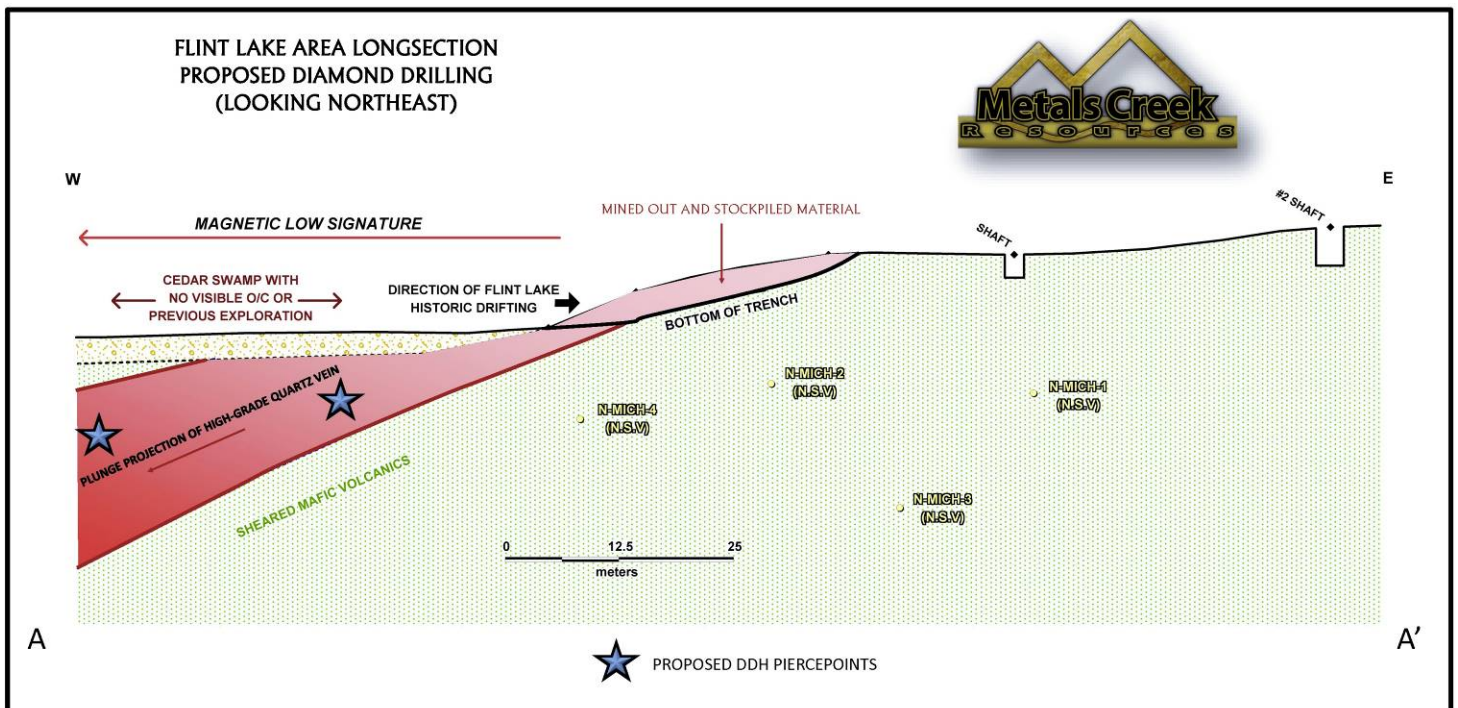 FLINT LAKE AREA LONGSECTION
PROPOSED DIAMOND DRILLING
(LOOKING NORTHEAST)
Metals Creek
Resources
W
E
#2 SHAFT
SHAFT
MINED OUT AND STOCKPILED MATERIAL
MAGNETIC LOW SIGNATURE
CEDAR SWAMP WITH
NO VISIBLE O/C OR
PREVIOUS EXPLORATION
DIRECTION OF FLINT LAKE
HISTORIC DRIFTING
BOTTOM OF TRENCH
N-MICH-2
(N.S.V)
N-MICH-1
(N.S.V)
N-MICH-4
(N.S.V)
PLUNGE PROJECTION OF HIGH-GRADE QUARTZ VEIN
SHEARED MAFIC VOLCANICS
N-MICH-3
(N.S.V)
0 12.5 25
meters
A
A'
PROPOSED DDH PIERCEPOINTS